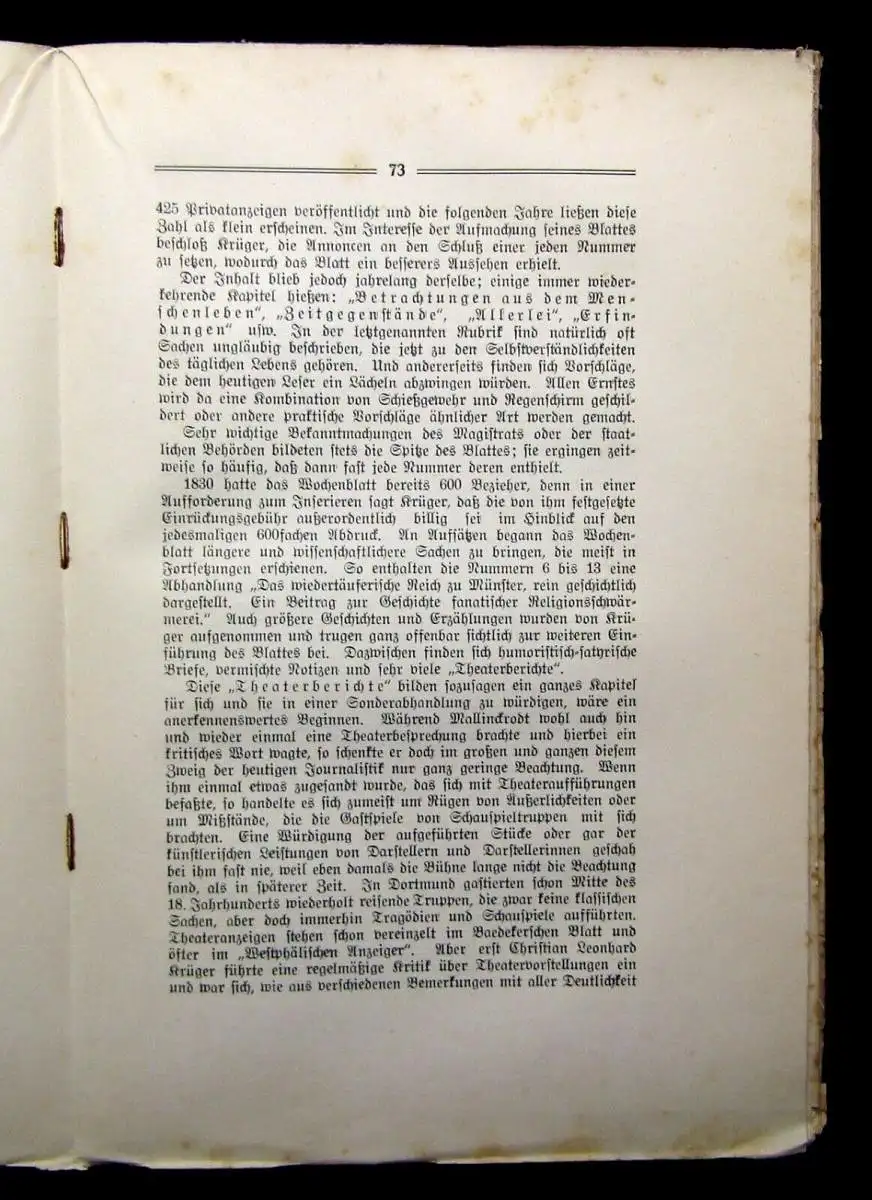 73
425 Privatanzeigen veröffentlicht und die folgenden Jahre ließen diese
Zahl als klein erscheinen. Im Interesse der Aufmachung seines Blattes
beschloß Krüger, die Annoncen an den Schluß einer jeden Nummer
zu setzen, wodurch das Blatt ein besserers Aussehen erhielt.
Der Inhalt blieb jedoch jahrelang derselbe; einige immer wieder-
kehrende Kapitel hießen: „Betrachtungen aus dem Men-
schenleben“, „Zeitgegenstände“, „Allerlei“, „Erfin-
dungen“ usw. In der letztgenannten Rubrik sind natürlich oft
Sachen ungläubig beschrieben, die jetzt zu den Selbstverständlichkeiten
des täglichen Lebens gehören. Und andererseits finden sich Vorschläge,
die dem heutigen Leser ein Lächeln abzwingen würden. Allen Ernstes
wird da eine Kombination von Schießgewehr und Regenschirm geschil-
dert oder andere praktische Vorschläge ähnlicher Art werden gemacht.
Sehr wichtige Bekanntmachungen des Magistrats oder der staat-
lichen Behörden bildeten stets die Spitze des Blattes; sie ergingen zeit-
weise so häufig, daß dann fast jede Nummer deren enthielt.
1830 hatte das Wochenblatt bereits 600 Bezieher, denn in einer
Aufforderung zum Inserieren sagt Krüger, daß die von ihm festgesetzte
Einrückungsgebühr außerordentlich billig sei im Hinblick auf den
jedesmaligen 600fachen Abdruck. An Aufsätzen begann das Wochen-
blatt längere und wissenschaftlichere Sachen zu bringen, die meist in
Fortsetzungen erschienen. So enthalten die Nummern 6 bis 13 eine
Abhandlung „Das wiedertäuferische Reich zu Münster, rein geschichtlich
dargestellt. Ein Beitrag zur Geschichte fanatischer Religionsschwär-
merei.“ Auch größere Geschichten und Erzählungen wurden von Krü-
ger aufgenommen und trugen ganz offenbar sichtlich zur weiteren Ein-
führung des Blattes bei. Dazwischen finden sich humoristisch-satyrische
Briefe, vermischte Notizen und sehr viele „Theaterberichte“.
Diese „Theaterberichte“ bilden sozusagen ein ganzes Kapitel
für sich und sie in einer Sonderabhandlung zu würdigen, wäre ein
anerkennenswertes Beginnen. Während Mallinckrodt wohl auch hin
und wieder einmal eine Theaterbesprechung brachte und hierbei ein
kritisches Wort wagte, so schenkte er doch im großen und ganzen diesem
Zweig der heutigen Journalistik nur ganz geringe Beachtung. Wenn
ihm einmal etwas zugesandt wurde, das sich mit Theateraufführungen
befaßte, so handelte es sich zumeist um Rügen von Äußerlichkeiten oder
um Mißstände, die die Gastspiele von Schauspieltruppen mit sich
brachten. Eine Würdigung der aufgeführten Stücke oder gar der
künstlerischen Leistungen von Darstellern und Darstellerinnen geschah
bei ihm fast nie, weil eben damals die Bühne lange nicht die Beachtung
fand, als in späterer Zeit. In Dortmund gastierten schon Mitte des
18. Jahrhunderts wiederholt reisende Truppen, die zwar keine klassischen
Sachen, aber doch immerhin Tragödien und Schauspiele aufführten.
Theateranzeigen stehen schon vereinzelt im Baedekerschen Blatt und
öfter im „Westphälischen Anzeiger“. Aber erst Christian Leonhard
Krüger führte eine regelmäßige Kritik über Theatervorstellungen ein
und war sich, wie aus verschiedenen Bemerkungen mit aller Deutlichkeit